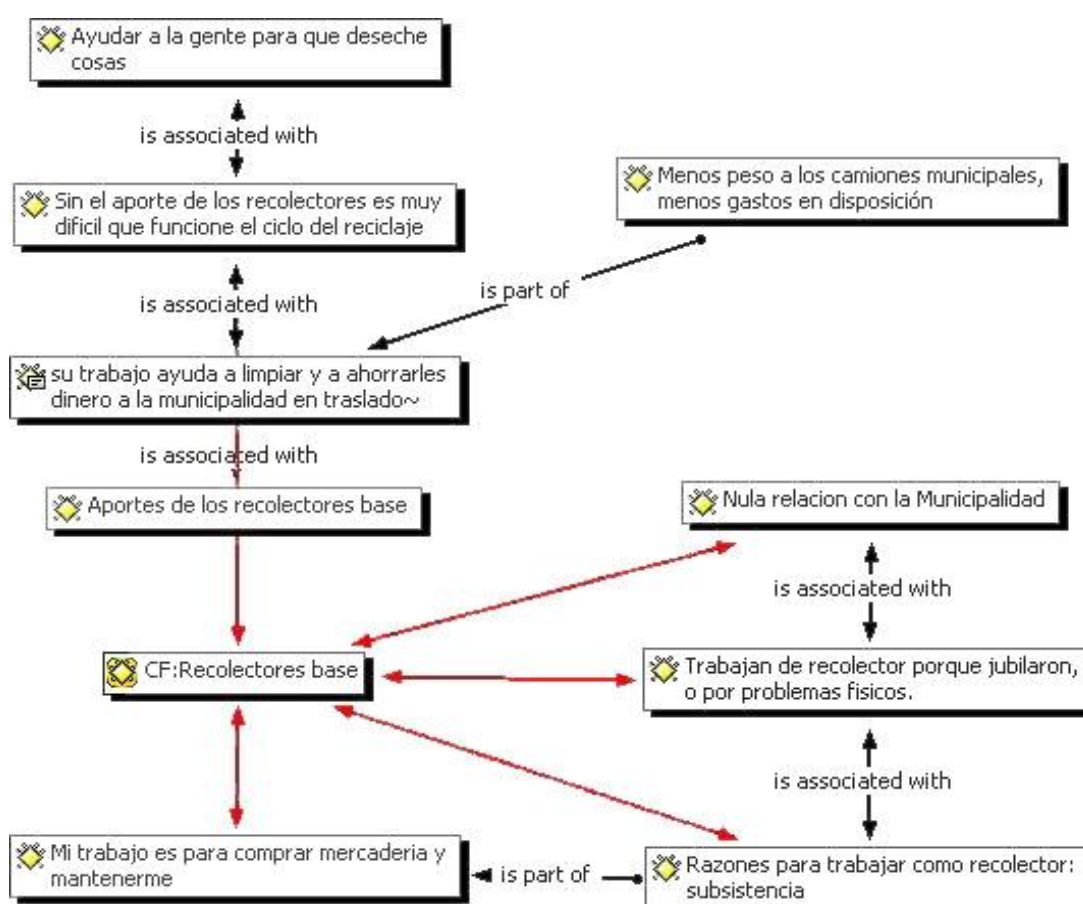 Ayudar a la gente para que deseche
cosas
is associated with
Sin el aporte de los recolectores es muy
dificil que funcione el ciclo del reciclaje
Menos peso a los camiones municipales,
menos gastos en disposición
is associated with
is part of
su trabajo ayuda a limpiar y a ahorrarles
dinero a la municipalidad en traslado~
is associated with
Aportes de los recolectores base
Nula relacion con la Municipalidad
is associated with
CF:Recolectores base
Trabajan de recolector porque jubilaron,
o por problemas fisicos.
is associated with
Mi trabajo es para comprar mercaderia y
mantenerme
is part of
Razones para trabajar como recolector:
subsistencia